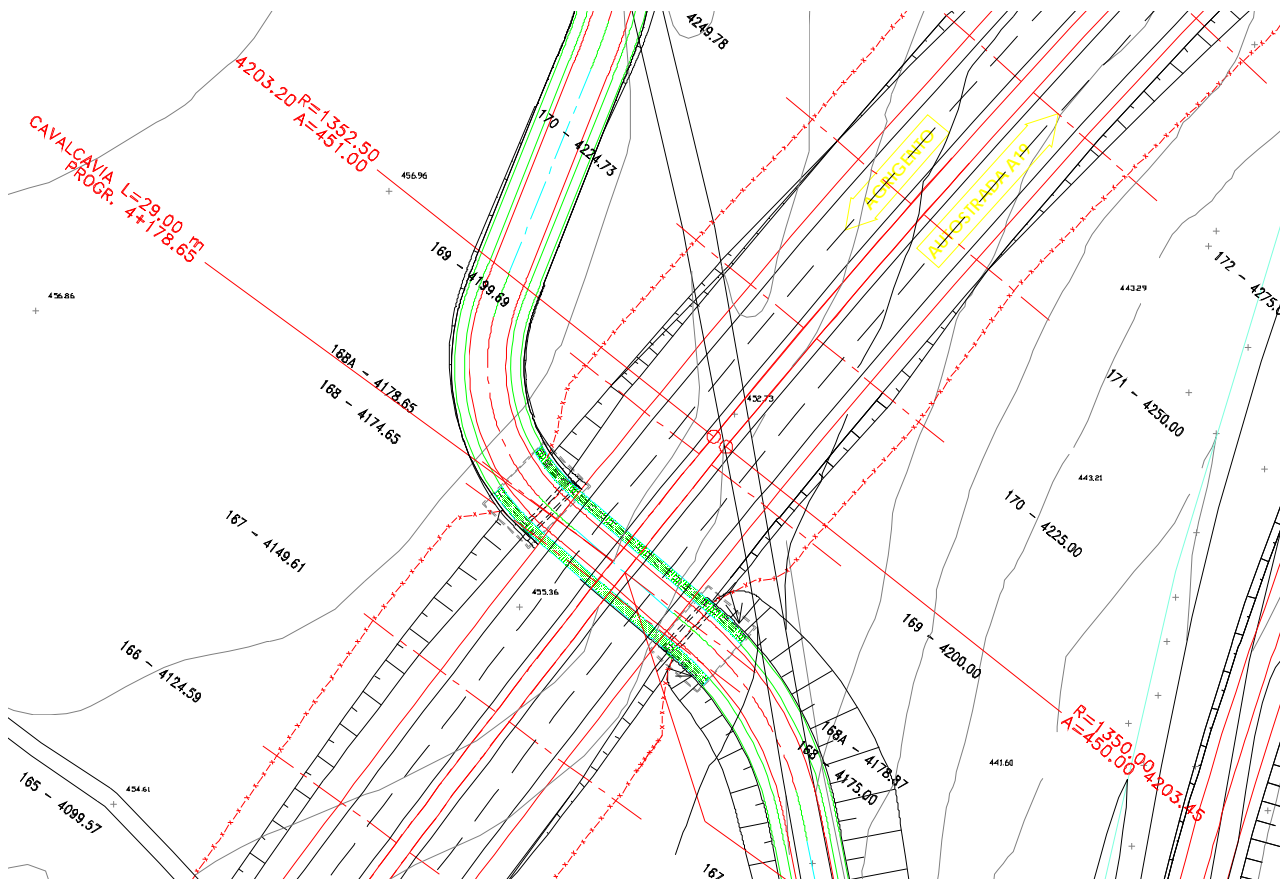 4249.78
4203.20
R=1352.50
A=451.00
CAVALCAVIA L=29.00 m
PROGR. 4+178.65
456.96
170 - 4224.73
AGRIGENTO
AUTOSTRADA A19
169 - 4199.69
456.86
172 - 4275.0
443.29
168A - 4178.65
168 - 4174.65
452.73
171 - 4250.00
443.21
170 - 4225.00
167 - 4149.61
455.36
169 - 4200.00
166 - 4124.59
R=1350.00
A=450.00
4203.45
168A - 4178.87
168 - 4175.00
441.60
454.61
165 - 4099.57
167